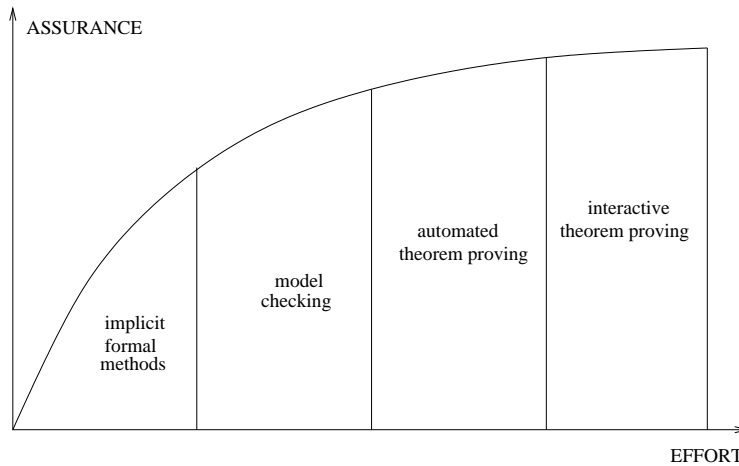 ASSURANCE
implicit
formal
methods
model
checking
automated
theorem proving
interactive
theorem proving
EFFORT